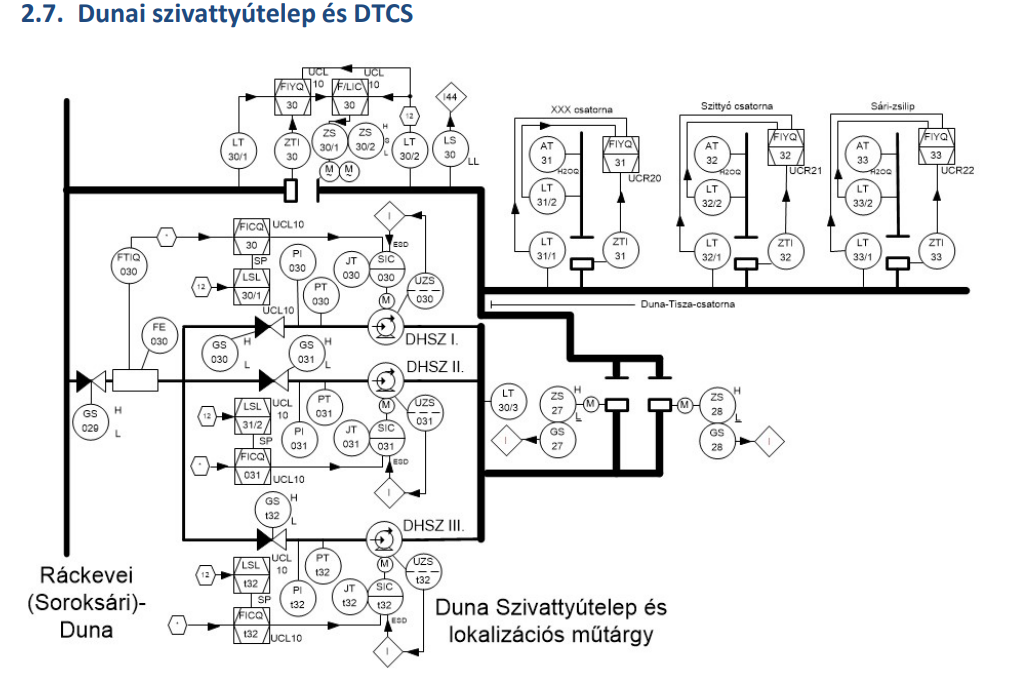 2.7. Dunai szivattyútelep és DTCS
UCL
10
UCL
10
FIYQ
30
F/LIC
30
12
I44
LT
30/1
ZTI
30
ZS
30/1
ZS
30/2
H
L
LT
30/2
LS
30
LL
M
M
XXX csatorna
AT
31
H2OQ
LT
31/2
FIYQ
31
UCR20
LT
31/1
ZTI
31
Szittyó csatorna
AT
32
LT
32/2
FIYQ
32
UCR21
LT
32/1
ZTI
32
Sári-zsilip
AT
33
H2OQ
LT
33/2
FIYQ
33
UCR22
LT
33/1
ZTI
33
Duna-Tisza-csatorna
FICQ
30
UCL10
I
ESD
FTIQ
030
SP
PI
030
JT
030
SIC
030
UZS
030
12
LSL
30/1
PT
030
M
UCL10
FE
030
GS
030
H
L
GS
031
H
L
DHSZ I.
DHSZ II.
GS
029
H
L
12
LSL
31/2
UCL
10
SP
PT
031
PI
031
JT
031
M
SIC
031
UZS
031
FICQ
031
UCL10
ESD
I
LT
30/3
ZS
27
H
L
M
GS
27
I
M
ZS
28
H
L
GS
28
I
GS
t32
H
L
DHSZ III.
12
LSL
t32
UCL
10
SP
PT
t32
PI
t32
JT
t32
M
SIC
t32
UZS
t32
FICQ
t32
UCL10
ESD
I
Ráckevei
(Soroksári)-
Duna
Duna Szivattyútelep és
lokalizációs műtárgy